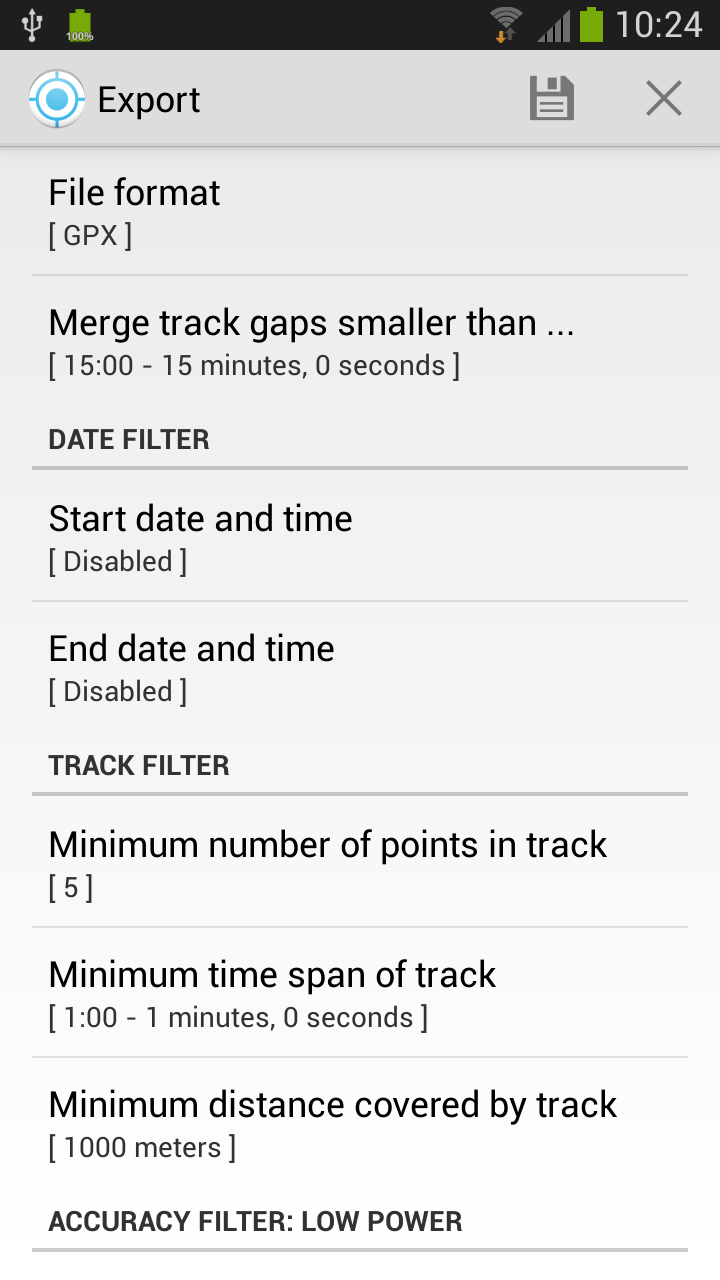 100%
10:24
Export
File format
[ GPX ]
Merge track gaps smaller than ...
[ 15:00 - 15 minutes, 0 seconds ]
DATE FILTER
Start date and time
[ Disabled ]
End date and time
[ Disabled ]
TRACK FILTER
Minimum number of points in track
[ 5 ]
Minimum time span of track
[ 1:00 - 1 minutes, 0 seconds ]
Minimum distance covered by track
[ 1000 meters ]
ACCURACY FILTER: LOW POWER